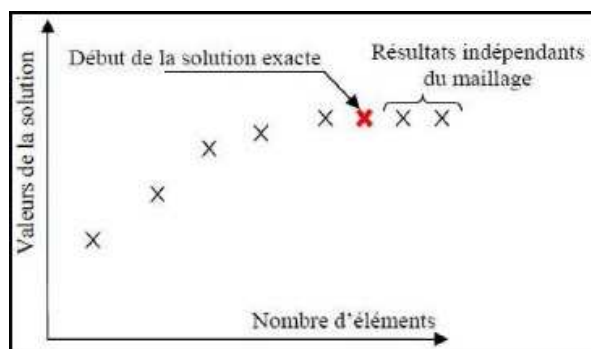 Début de la solution exacte
Résultats indépendants
du maillage
Valeurs de la solution
Nombre d'éléments